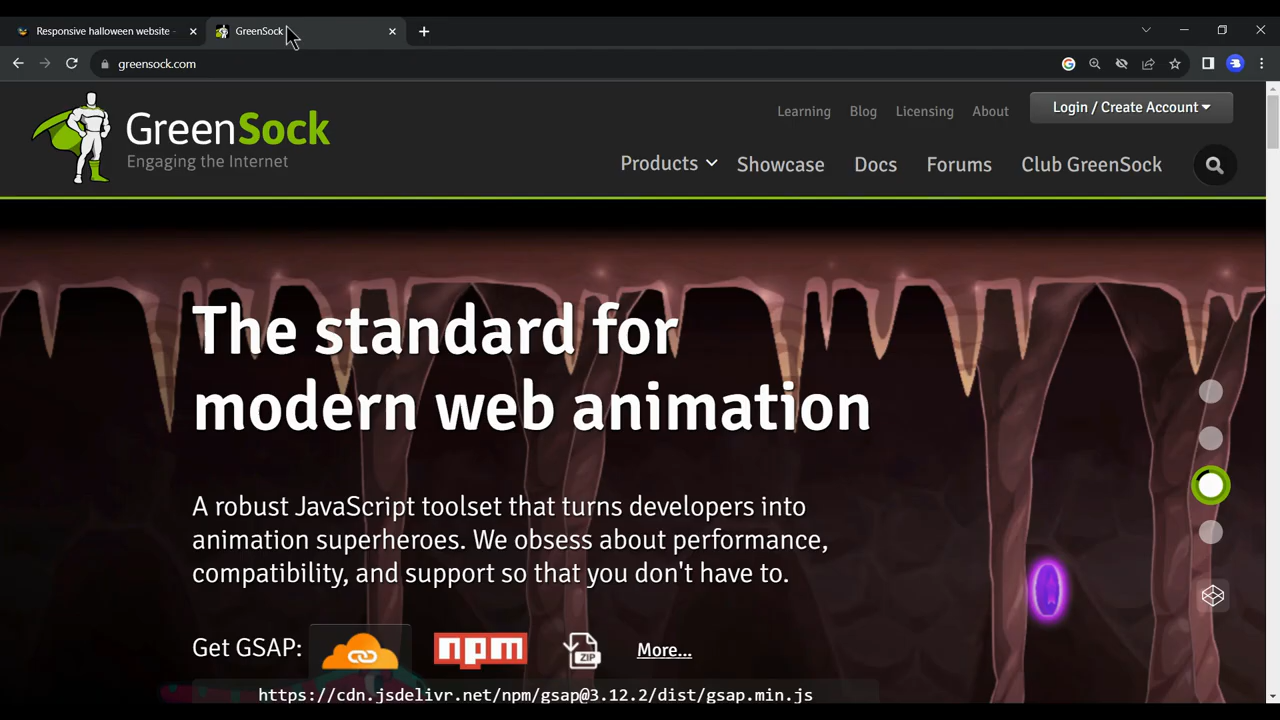 Responsive halloween website
GreenSock
greensock.com
GreenSock
Engaging the Internet
Learning Blog Licensing About Login / Create Account
Products Showcase Docs Forums Club GreenSock
The standard for
modern web animation
A robust JavaScript toolset that turns developers into
animation superheroes. We obsess about performance,
compatibility, and support so that you don't have to.
Get GSAP: npm ZIP More...
https://cdn.jsdelivr.net/npm/gsap@3.12.2/dist/gsap.min.js